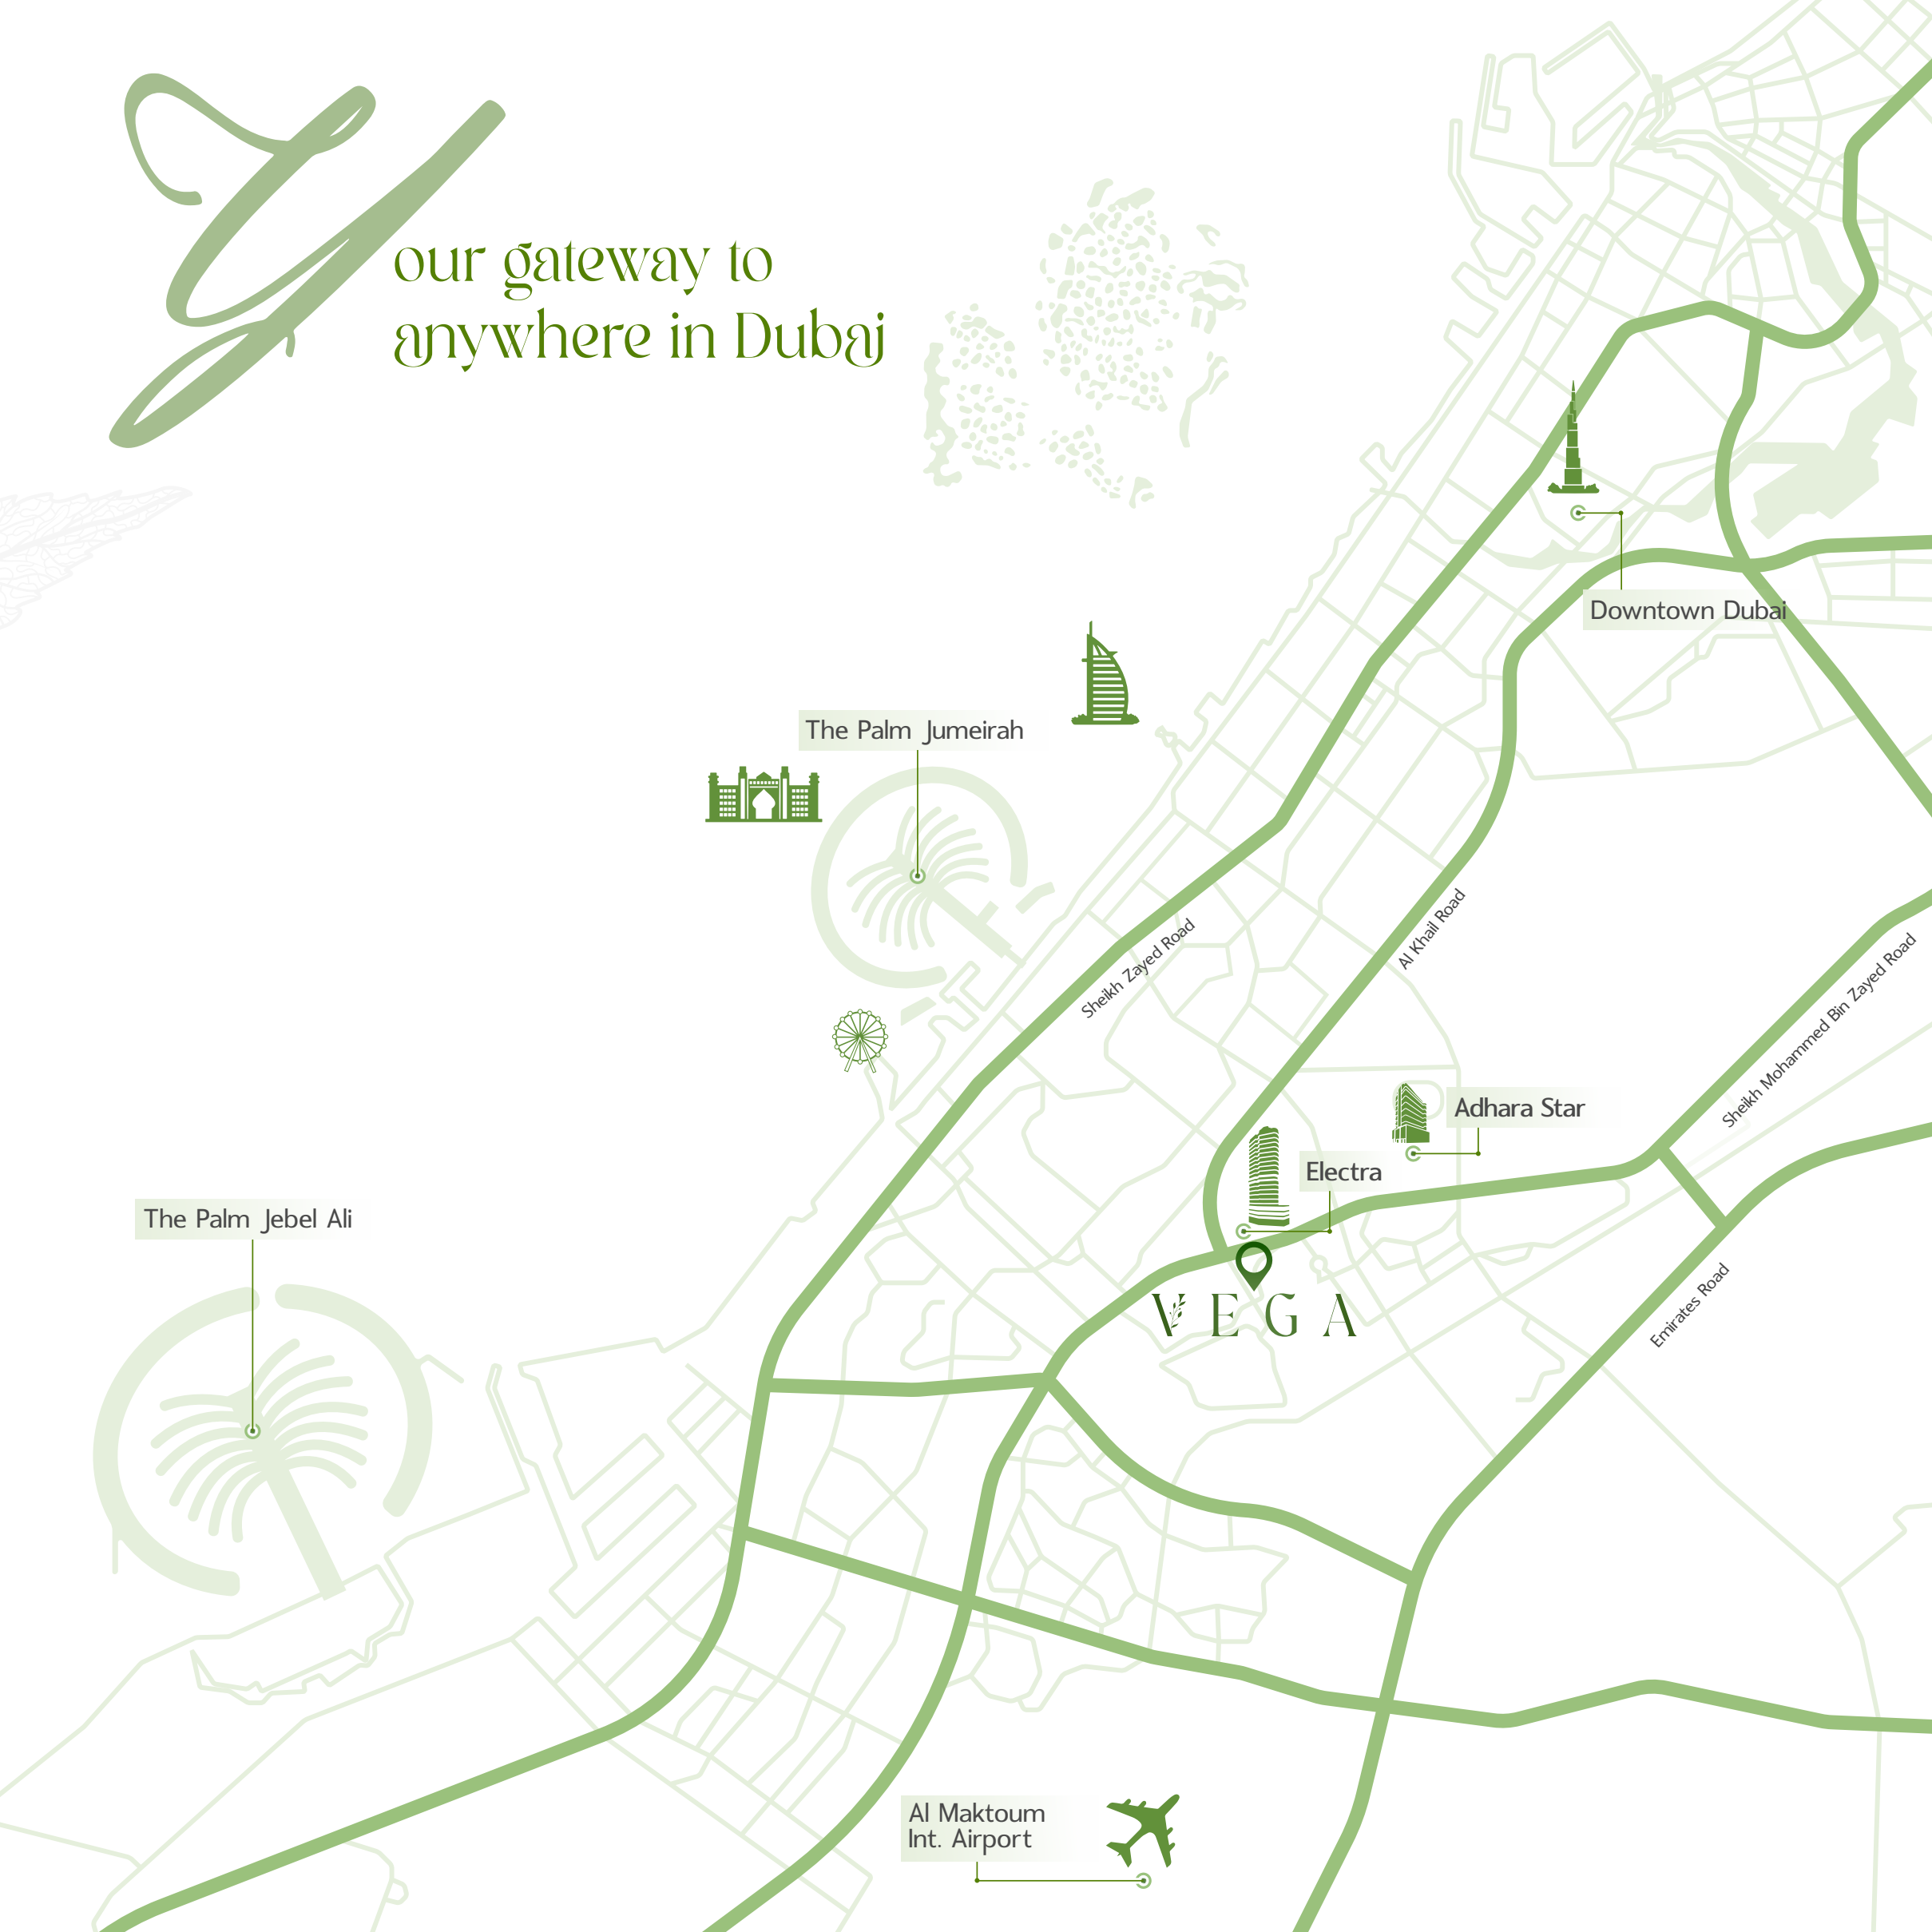 Your gateway to
anywhere in Dubai
Downtown Dubai
The Palm Jumeirah
Sheikh Zayed Road
Al Khail Road
Sheikh Mohammed Bin Zayed Road
Adhara Star
Electra
The Palm Jebel Ali
VEGA
Emirates Road
Al Maktoum
Int. Airport